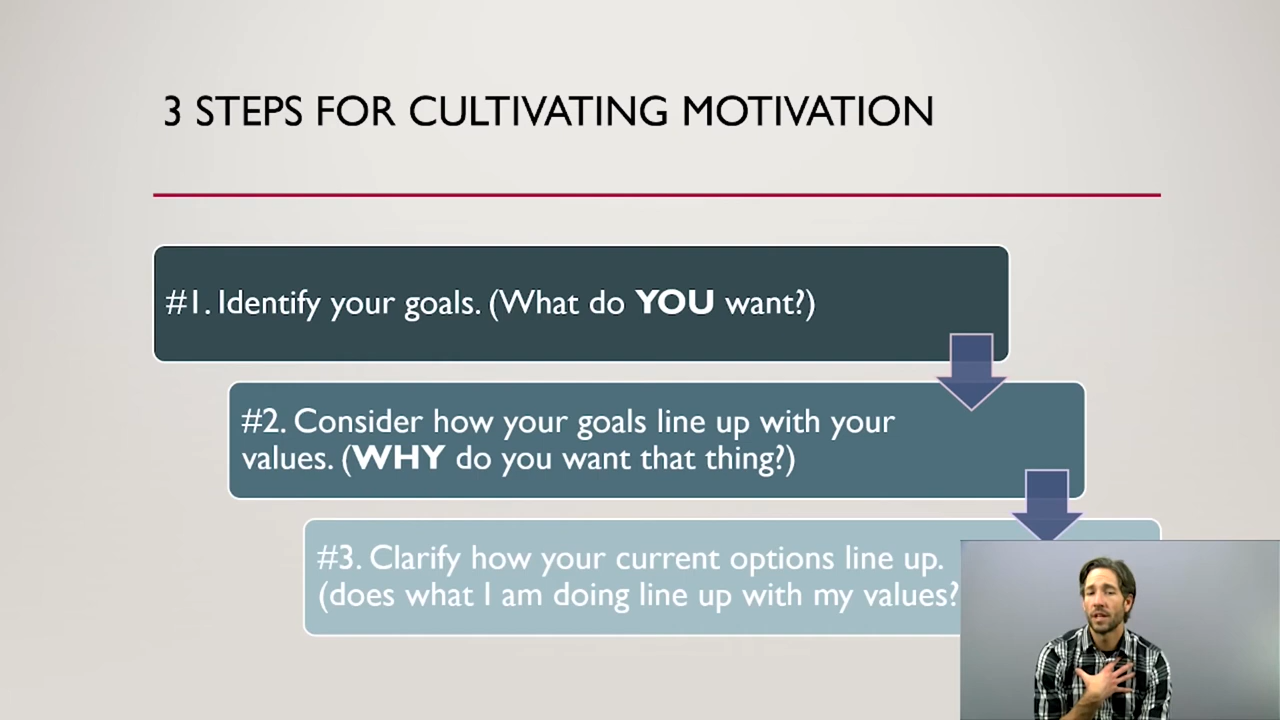 3 STEPS FOR CULTIVATING MOTIVATION
#1. Identify your goals. (What do YOU want?)
#2. Consider how your goals line up with your
values. (WHY do you want that thing?)
#3. Clarify how your current options line up.
(does what I am doing line up with my values?